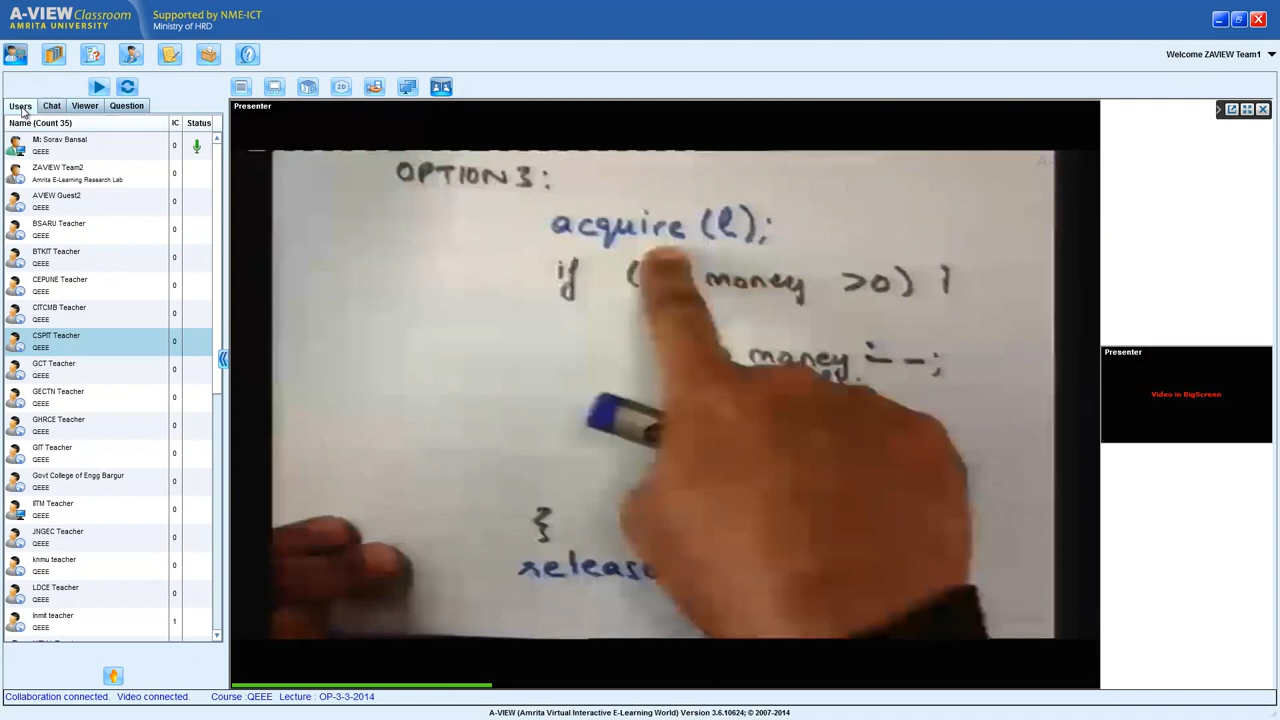 A-VIEW Classroom
AMRITA UNIVERSITY
Supported by NME-ICT
Ministry of HRD
Welcome ZAVIEW Team1
Users Chat Viewer Question
Name (Count 35) IC Status
M: Sorav Bansal
QEEE 0
ZAVIEW Team2
Amrita E-Learning Research Lab 0
AVIEW Guest2
QEEE 0
BSARU Teacher
QEEE 0
BTKIT Teacher
QEEE 0
CEPUNE Teacher
QEEE 0
CITCMB Teacher
QEEE 0
CSPIT Teacher
QEEE 0
GCT Teacher
QEEE 0
GECTN Teacher
QEEE 0
GHRCE Teacher
QEEE 0
GIT Teacher
QEEE 0
Govt College of Engg Bargur
QEEE 0
IITM Teacher
QEEE 0
JNGEC Teacher
QEEE 0
knmu teacher
QEEE 0
LDCE Teacher
QEEE 0
lnmit teacher
QEEE 1
Presenter
OPTION 3:
acquire (l);
if ( money >0) {
money = - -;
}
release
Presenter
Video in BigScreen
2D
Collaboration connected. Video connected. Course :QEEE Lecture : OP-3-3-2014
A-VIEW (Amrita Virtual Interactive E-Learning World) Version 3.6.10624; © 2007-2014